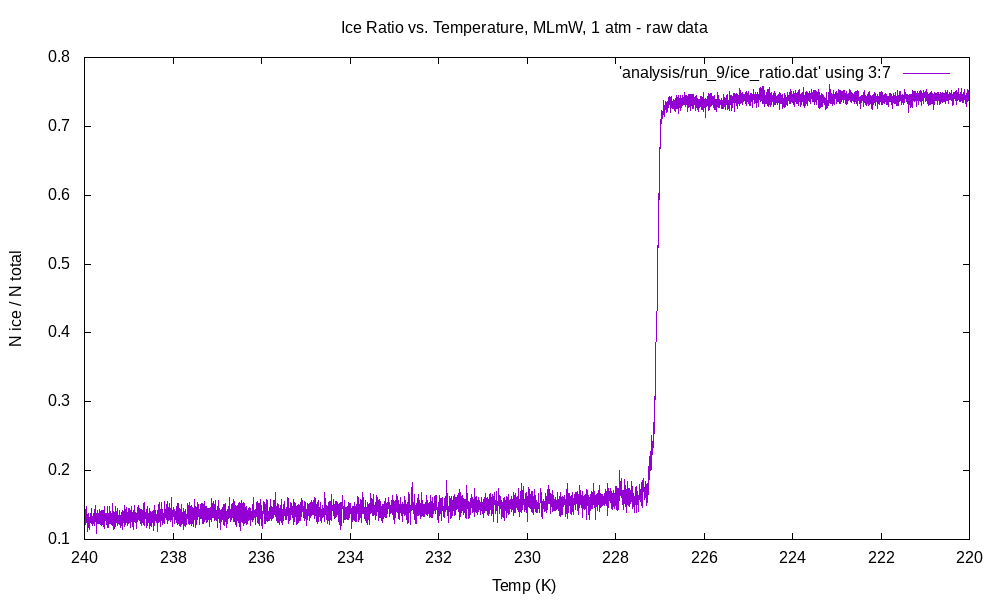 Ice Ratio vs. Temperature, MLmW, 1 atm - raw data
'analysis/run_9/ice_ratio.dat' using 3:7
N ice / N total
0.8
0.7
0.6
0.5
0.4
0.3
0.2
0.1
240 238 236 234 232 230 228 226 224 222 220
Temp (K)